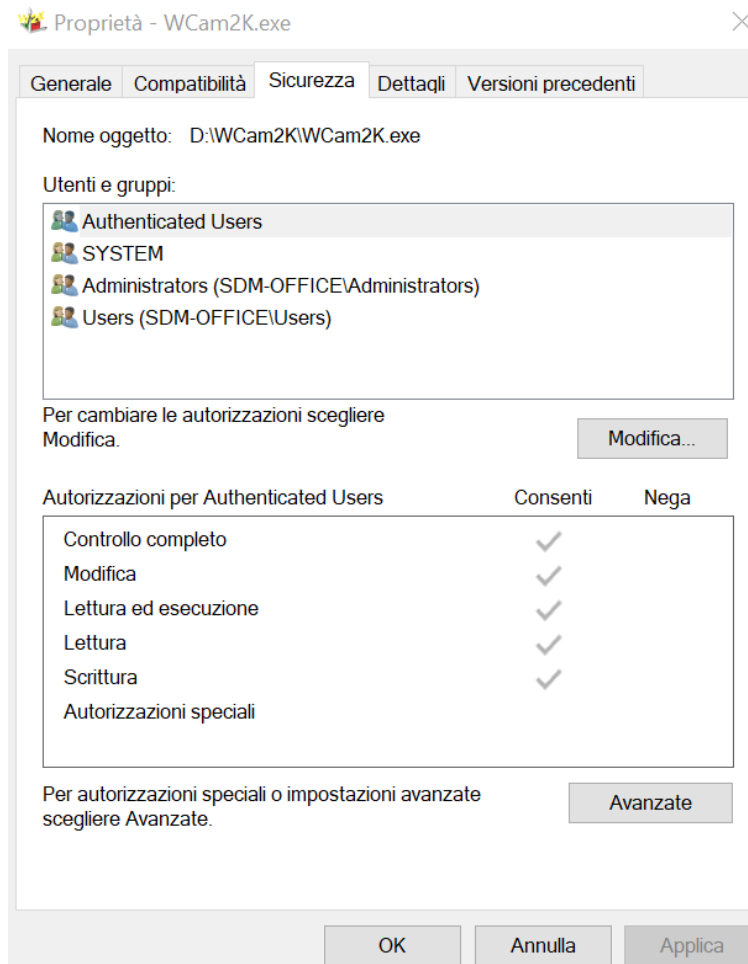 Proprietà - WCam2K.exe
Generale Compatibilità Sicurezza Dettagli Versioni precedenti
Nome oggetto: D:\WCam2K\WCam2K.exe
Utenti e gruppi:
Authenticated Users
SYSTEM
Administrators (SDM-OFFICE\Administrators)
Users (SDM-OFFICE\Users)
Per cambiare le autorizzazioni scegliere
Modifica.
Modifica...
Autorizzazioni per Authenticated Users Consenti Nega
Controllo completo
Modifica
Lettura ed esecuzione
Lettura
Scrittura
Autorizzazioni speciali
Per autorizzazioni speciali o impostazioni avanzate
scegliere Avanzate.
Avanzate
OK Annulla Applica